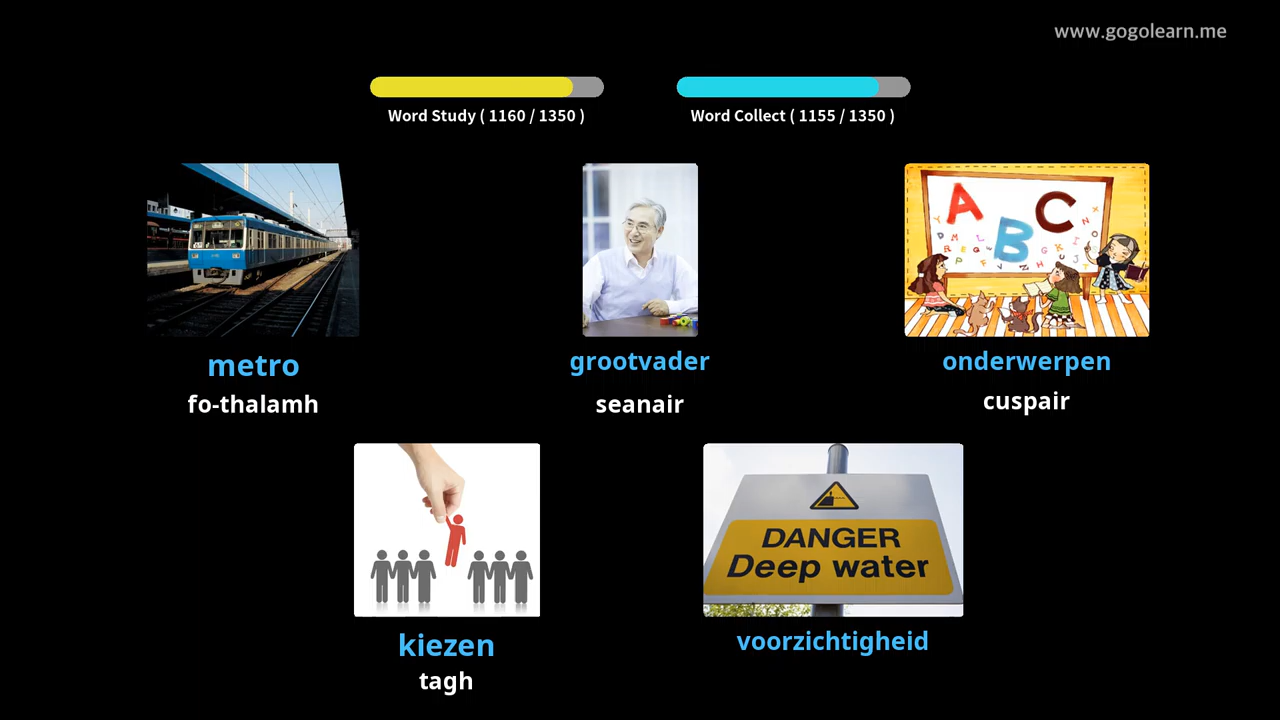 www.gogolearn.me
Word Study ( 1160 / 1350 )
Word Collect ( 1155 / 1350 )
A B C
metro
fo-thalamh
grootvader
seanair
onderwerpen
cuspair
DANGER
Deep water
kiezen
tagh
voorzichtigheid